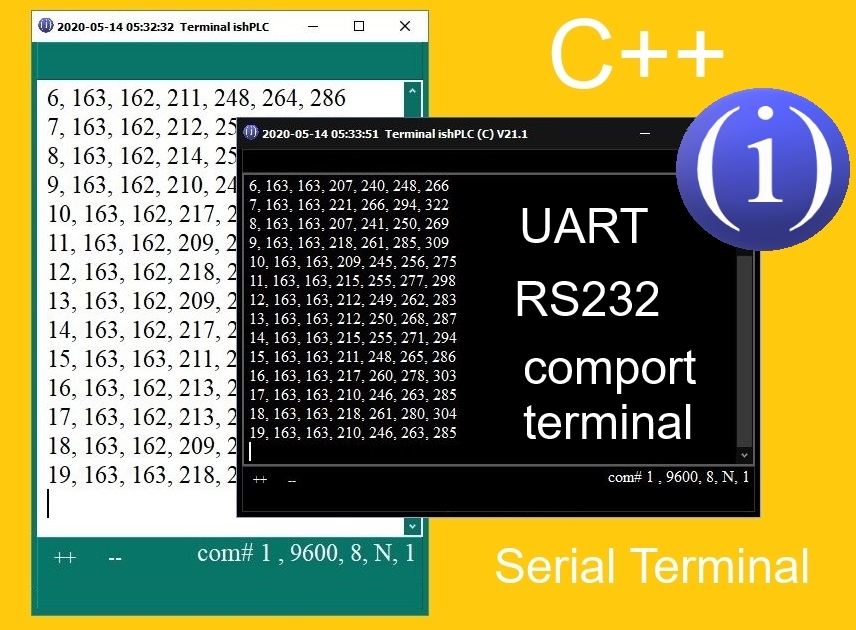 2020-05-14 05:32:32 Terminal ishPLC
6, 163, 162, 211, 248, 264, 286
7, 163, 162, 212, 25
8, 163, 162, 214, 25
9, 163, 162, 210, 24
10, 163, 162, 217, 2
11, 163, 162, 209, 2
12, 163, 162, 218, 2
13, 163, 162, 209, 2
14, 163, 162, 217, 2
15, 163, 163, 211, 2
16, 163, 162, 213, 2
17, 163, 162, 213, 2
18, 163, 162, 209, 2
19, 163, 163, 218, 2
++ -- com# 1 , 9600, 8, N, 1
C++
(i)
2020-05-14 05:33:51 Terminal ishPLC (C) V21.1
6, 163, 163, 207, 240, 248, 266
7, 163, 163, 221, 266, 294, 322
8, 163, 163, 207, 241, 250, 269
9, 163, 163, 218, 261, 285, 309
10, 163, 163, 209, 245, 256, 275
11, 163, 163, 215, 255, 277, 298
12, 163, 163, 212, 249, 262, 283
13, 163, 163, 212, 250, 268, 287
14, 163, 163, 215, 255, 271, 294
15, 163, 163, 211, 248, 265, 286
16, 163, 163, 217, 260, 278, 303
17, 163, 163, 210, 246, 263, 285
18, 163, 163, 218, 261, 280, 304
19, 163, 163, 210, 246, 263, 285
++ -- com# 1 , 9600, 8, N, 1
UART
RS232
comport
terminal
Serial Terminal